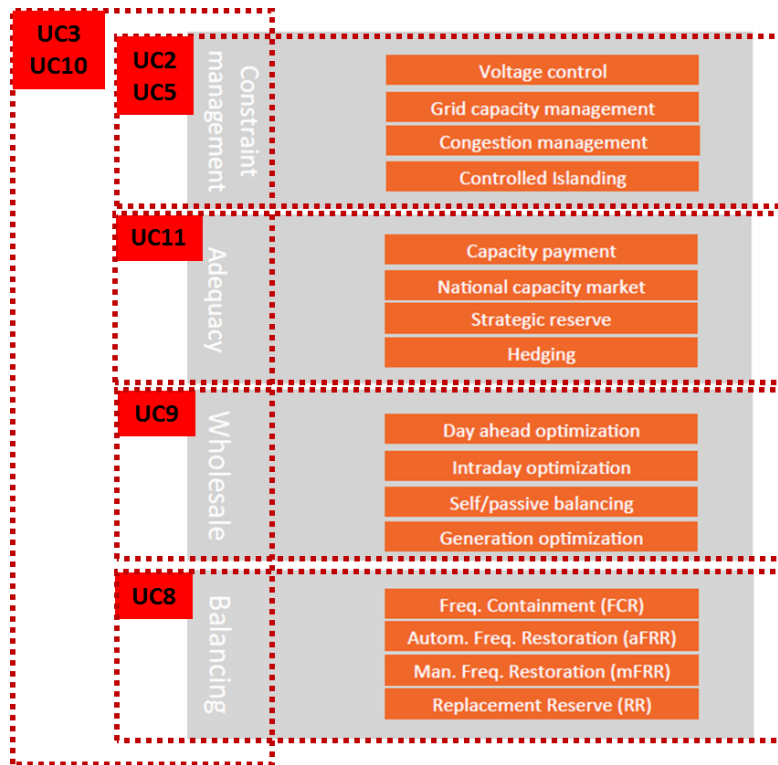 UC3
UC10
UC2
UC5
Constraint
management
Voltage control
Grid capacity management
Congestion management
Controlled Islanding
UC11
Adequacy
Capacity payment
National capacity market
Strategic reserve
Hedging
UC9
Wholesale
Day ahead optimization
Intraday optimization
Self/passive balancing
Generation optimization
UC8
Balancing
Freq. Containment (FCR)
Autom. Freq. Restoration (aFRR)
Man. Freq. Restoration (mFRR)
Replacement Reserve (RR)